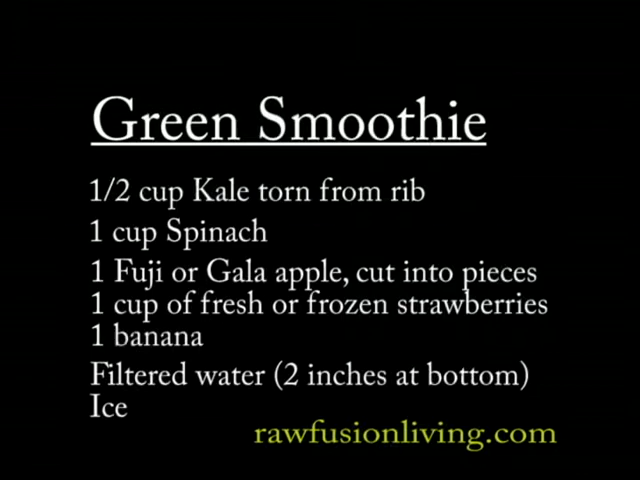 Green Smoothie
1/2 cup Kale torn from rib
1 cup Spinach
1 Fuji or Gala apple, cut into pieces
1 cup of fresh or frozen strawberries
1 banana
Filtered water (2 inches at bottom)
Ice
rawfusionliving.com